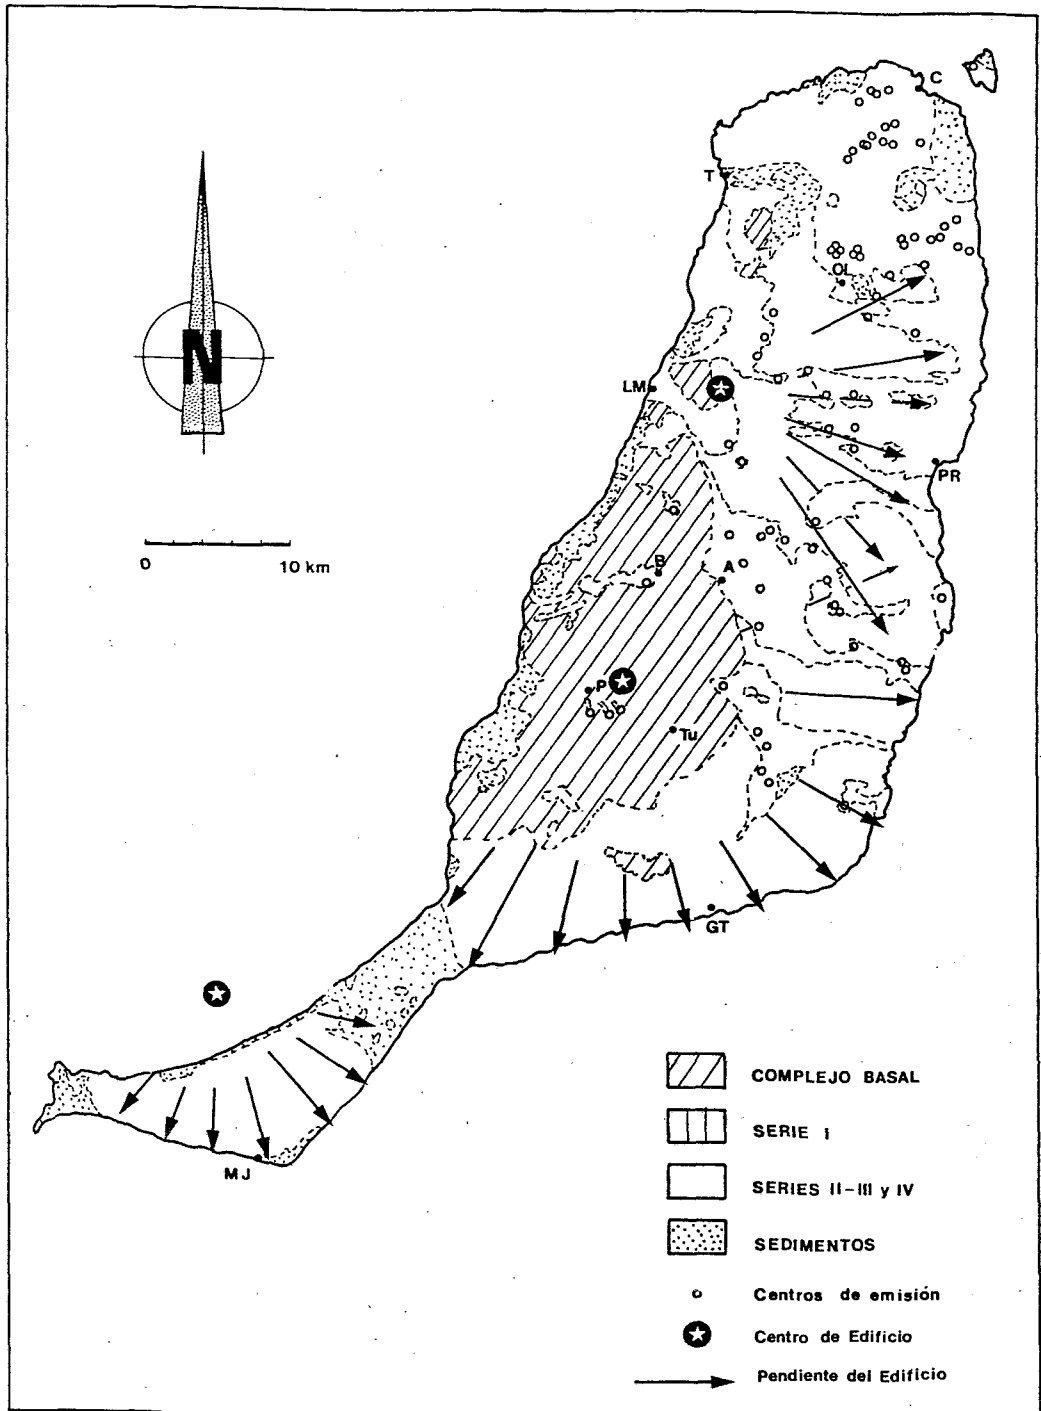 C
T
OL
N
LM
PR
0 10 km
B
A
P
Tu
GT
MJ
COMPLEJO BASAL
SERIE I
SERIES II-III y IV
SEDIMENTOS
Centros de emisión
Centro de Edificio
Pendiente del Edificio